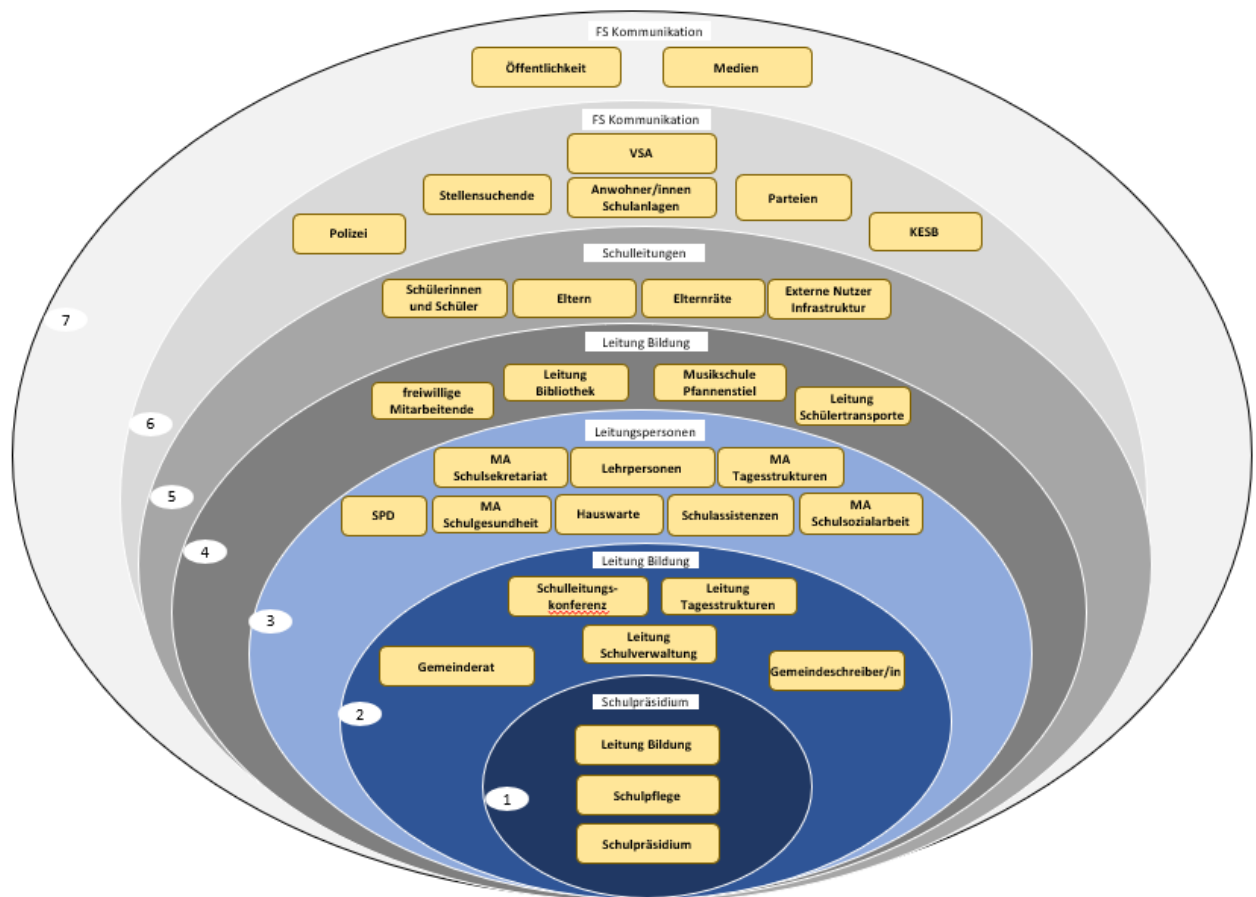 FS Kommunikation
Öffentlichkeit
Medien
FS Kommunikation
VSA
Stellensuchende
Anwohner/innen
Schulanlagen
Parteien
Polizei
KESB
Schulleitungen
Schülerinnen
und Schüler
Eltern
Elternräte
Externe Nutzer
Infrastruktur
7
Leitung Bildung
freiwillige
Mitarbeitende
Leitung
Bibliothek
Musikschule
Pfannenstiel
Leitung
Schülertransporte
6
Leitungspersonen
MA
Schulsekretariat
Lehrpersonen
MA
Tagesstrukturen
5
SPD
MA
Schulgesundheit
Hauswarte
Schulassistenzen
MA
Schulsozialarbeit
4
Leitung Bildung
Schulleitungs-
konferenz
Leitung
Tagesstrukturen
3
Leitung
Schulverwaltung
Gemeinderat
Gemeindeschreiber/in
2
Schulpräsidium
Leitung Bildung
1
Schulpflege
Schulpräsidium